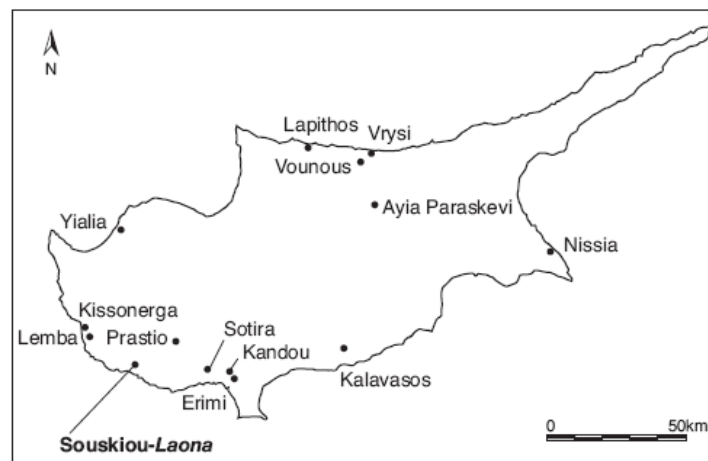 N
Lapithos
Vrysi
Vounous
Ayia Paraskevi
Yialia
Nissia
Kissonerga
Lemba
Prastio
Sotira
Kandou
Kalavasos
Erimi
Souskiou-Laona
0 50km